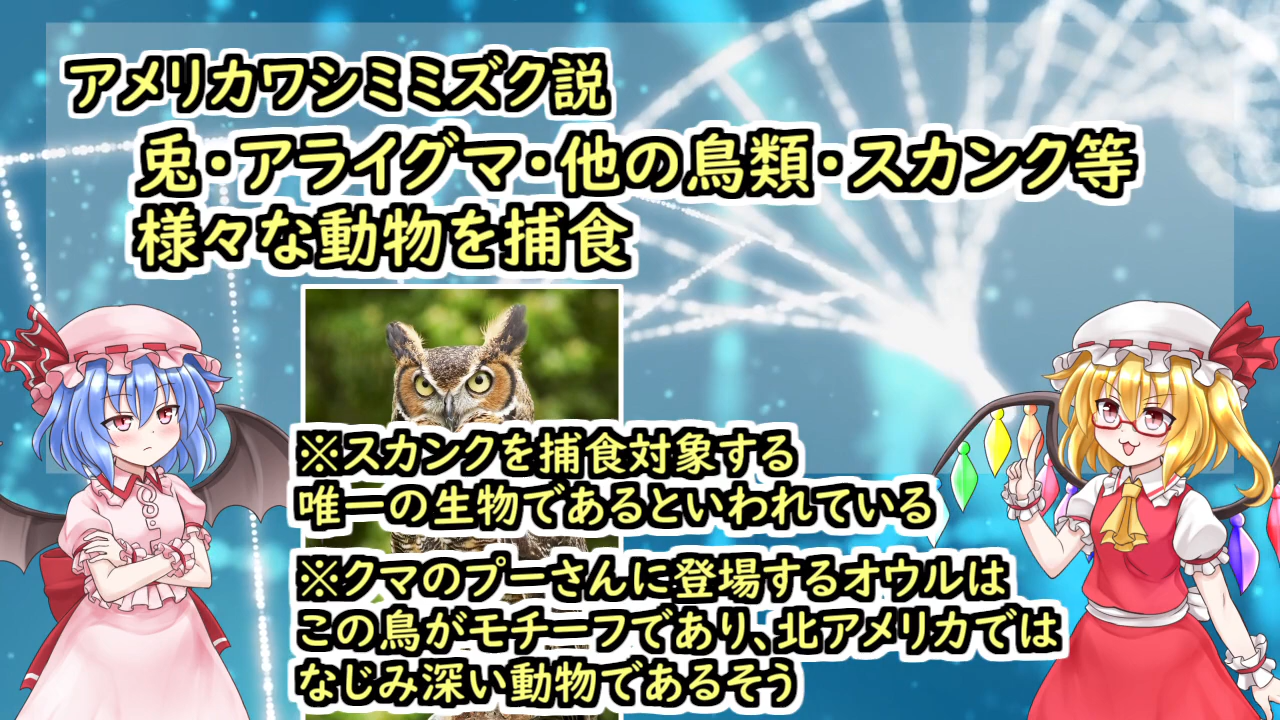 アメリカワシミミズク説
兎・アライグマ・他の鳥類・スカンク等
様々な動物を捕食
※スカンクを捕食対象する
唯一の生物であるといわれている
※クマのプーさんに登場するオウルは
この鳥がモチーフであり、北アメリカでは
なじみ深い動物であるそう